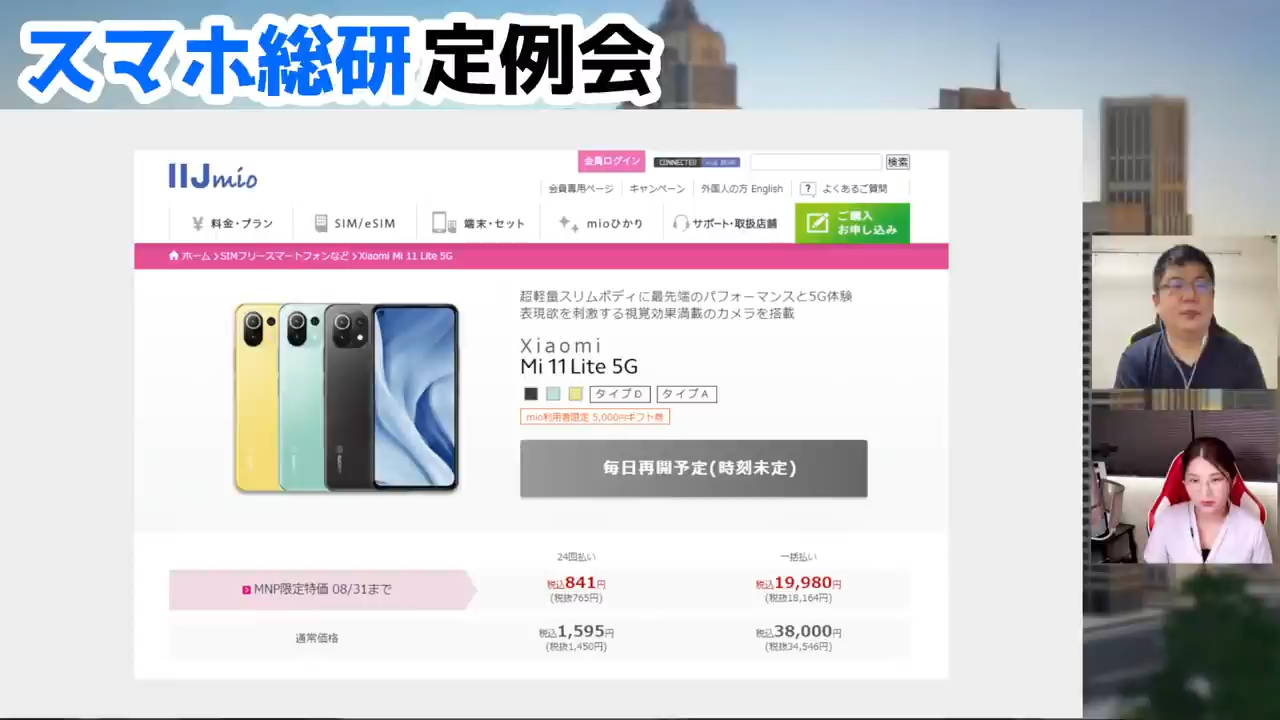 スマホ総研 定例会
IIJmio
会員ログイン
検索
会員専用ページ
キャンペーン
外国人の方 English
? よくあるご質問
¥ 料金・プラン
SIM/eSIM
端末・セット
mioひかり
サポート・取扱店舗
ご購入
お申し込み
ホーム > SIMフリースマートフォンなど > Xiaomi Mi 11 Lite 5G
超軽量スリムボディに最先端のパフォーマンスと5G体験
表現欲を刺激する視覚効果満載のカメラを搭載
Xiaomi
Mi 11 Lite 5G
タイプD
タイプA
mio利用者限定 5,000円ギフト券
毎日再開予定(時刻未定)
24回払い
一括払い
MNP限定特価 08/31まで
税込841円
(税抜765円)
税込19,980円
(税抜18,164円)
通常価格
税込1,595円
(税抜1,450円)
税込38,000円
(税抜34,546円)